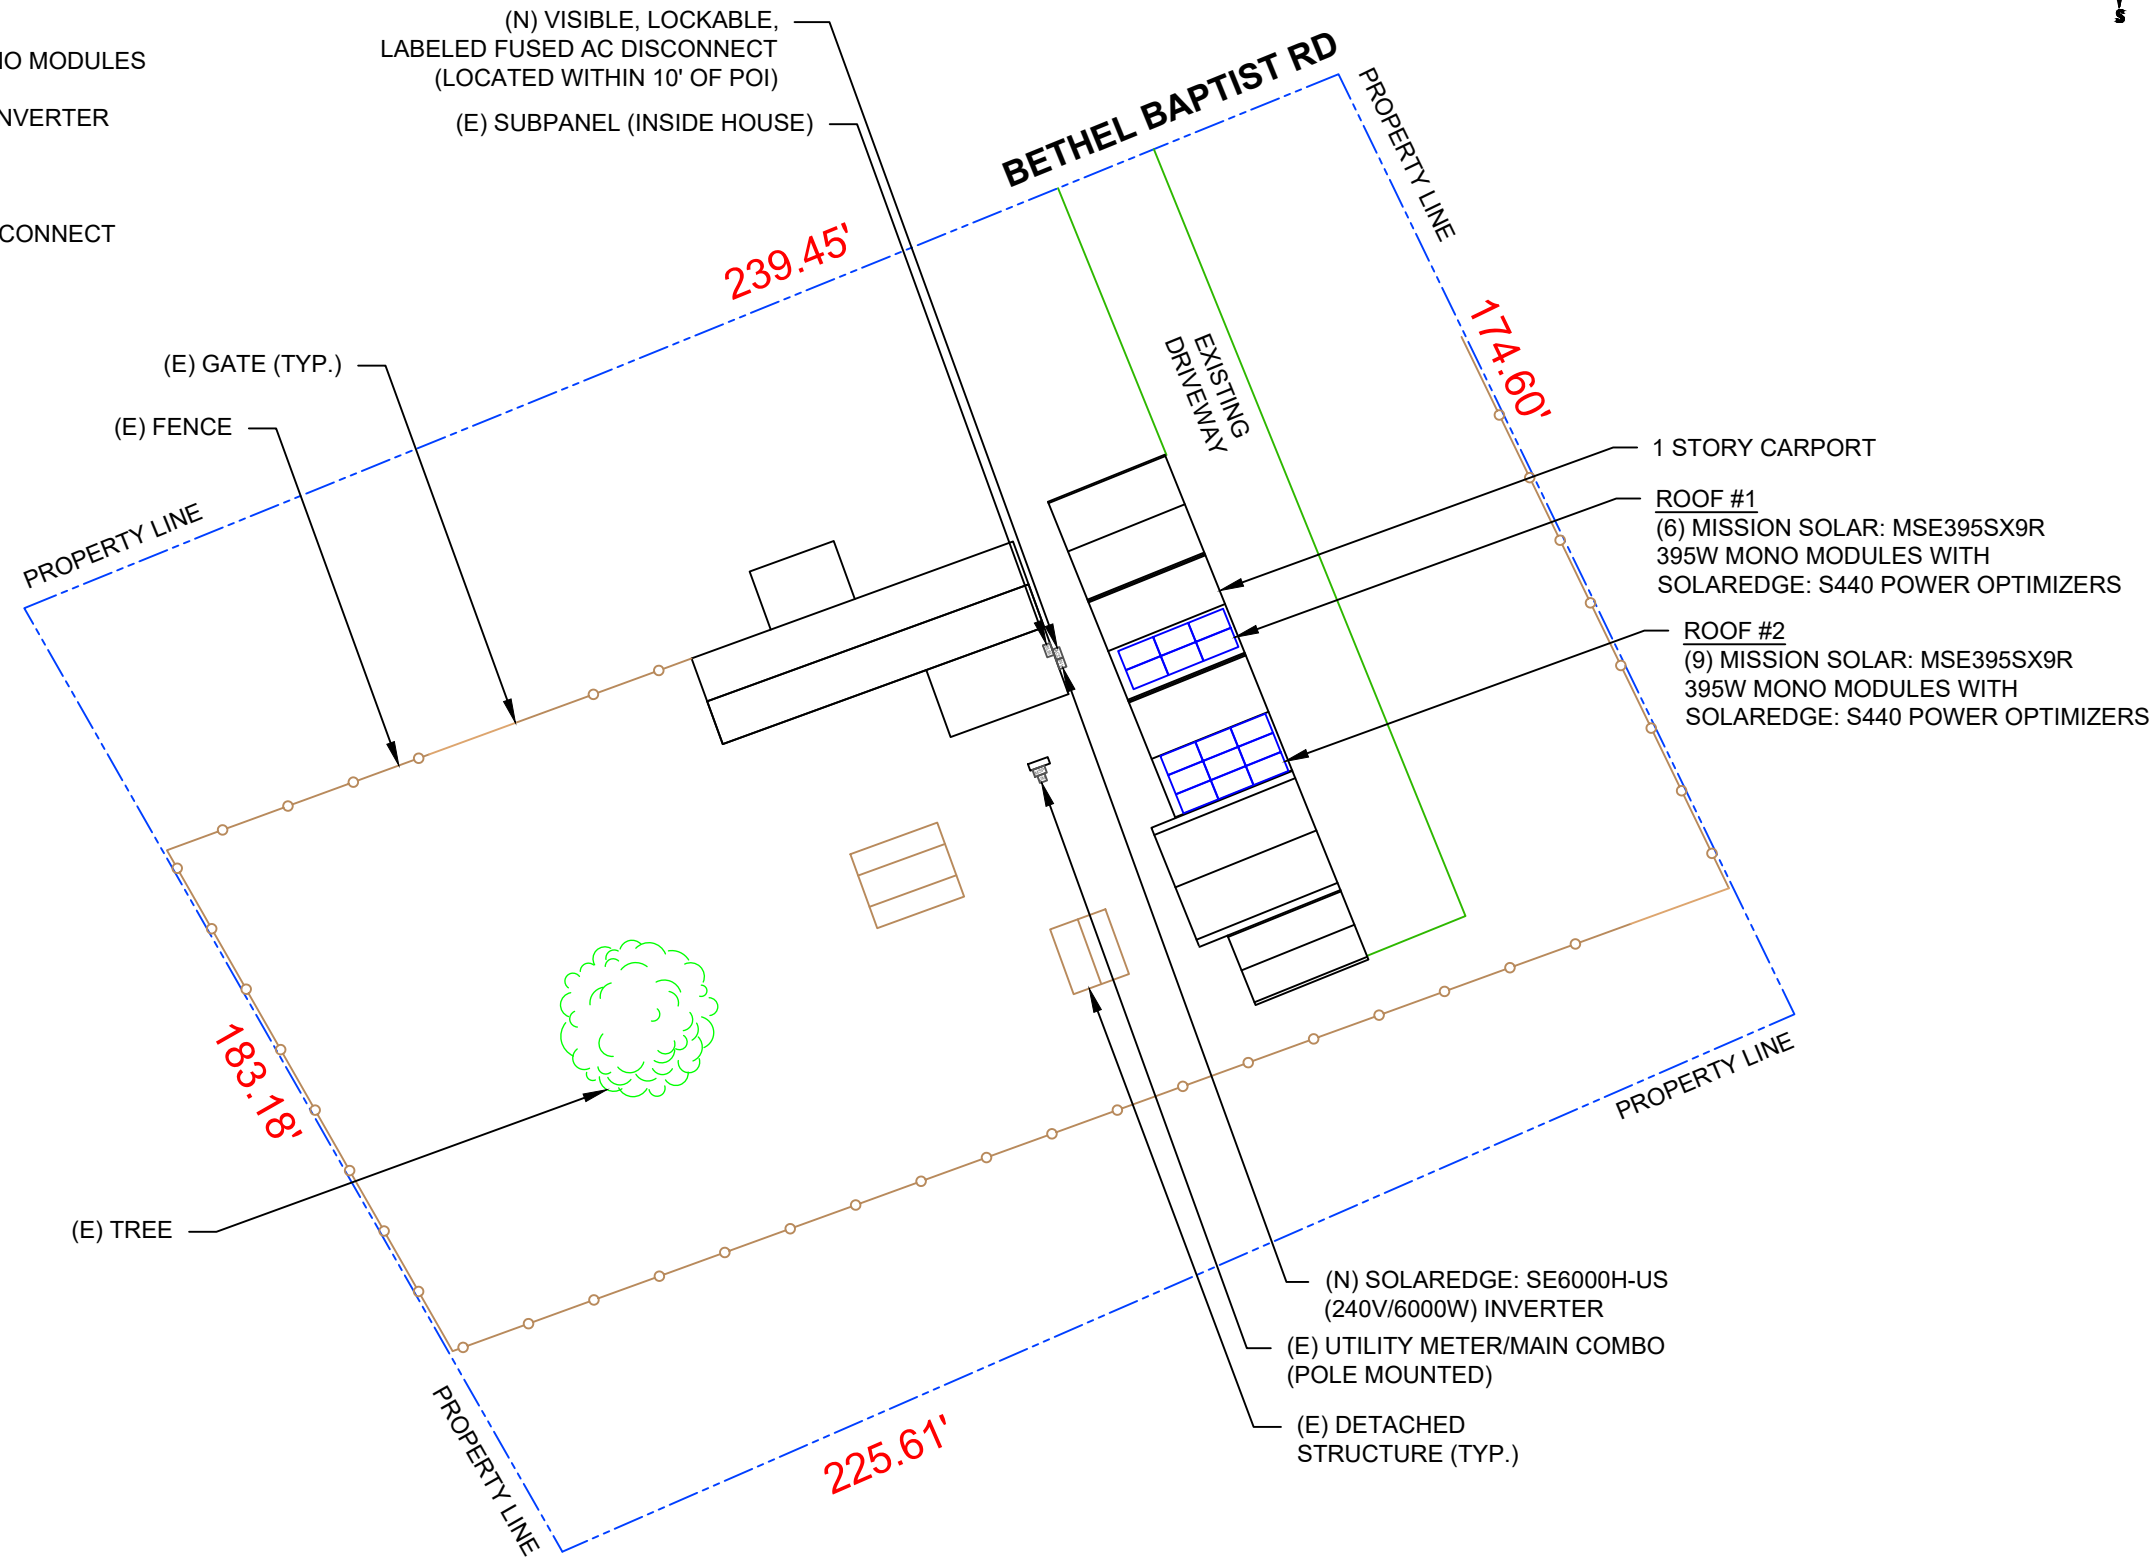 S
MODULES
(N) VISIBLE, LOCKABLE,
LABELED FUSED AC DISCONNECT
(LOCATED WITHIN 10' OF POI)
(E) SUBPANEL (INSIDE HOUSE)
BETHEL BAPTIST RD
PROPERTY LINE
239.45'
174.60'
EXISTING
DRIVEWAY
(E) GATE (TYP.)
(E) FENCE
PROPERTY LINE
1 STORY CARPORT
ROOF #1
(6) MISSION SOLAR: MSE395SX9R
395W MONO MODULES WITH
SOLAREDGE: S440 POWER OPTIMIZERS
ROOF #2
(9) MISSION SOLAR: MSE395SX9R
395W MONO MODULES WITH
SOLAREDGE: S440 POWER OPTIMIZERS
183.18'
(E) TREE
PROPERTY LINE
225.61'
PROPERTY LINE
(N) SOLAREDGE: SE6000H-US
(240V/6000W) INVERTER
(E) UTILITY METER/MAIN COMBO
(POLE MOUNTED)
(E) DETACHED
STRUCTURE (TYP.)